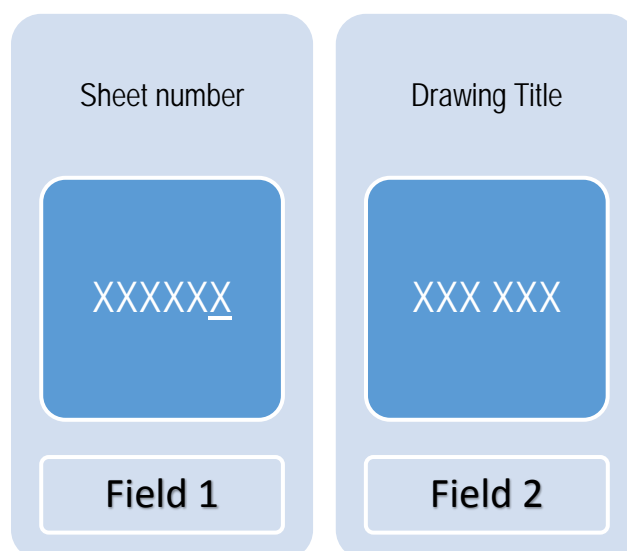 Sheet number
XXXXXX
Field 1
Drawing Title
XXX XXX
Field 2